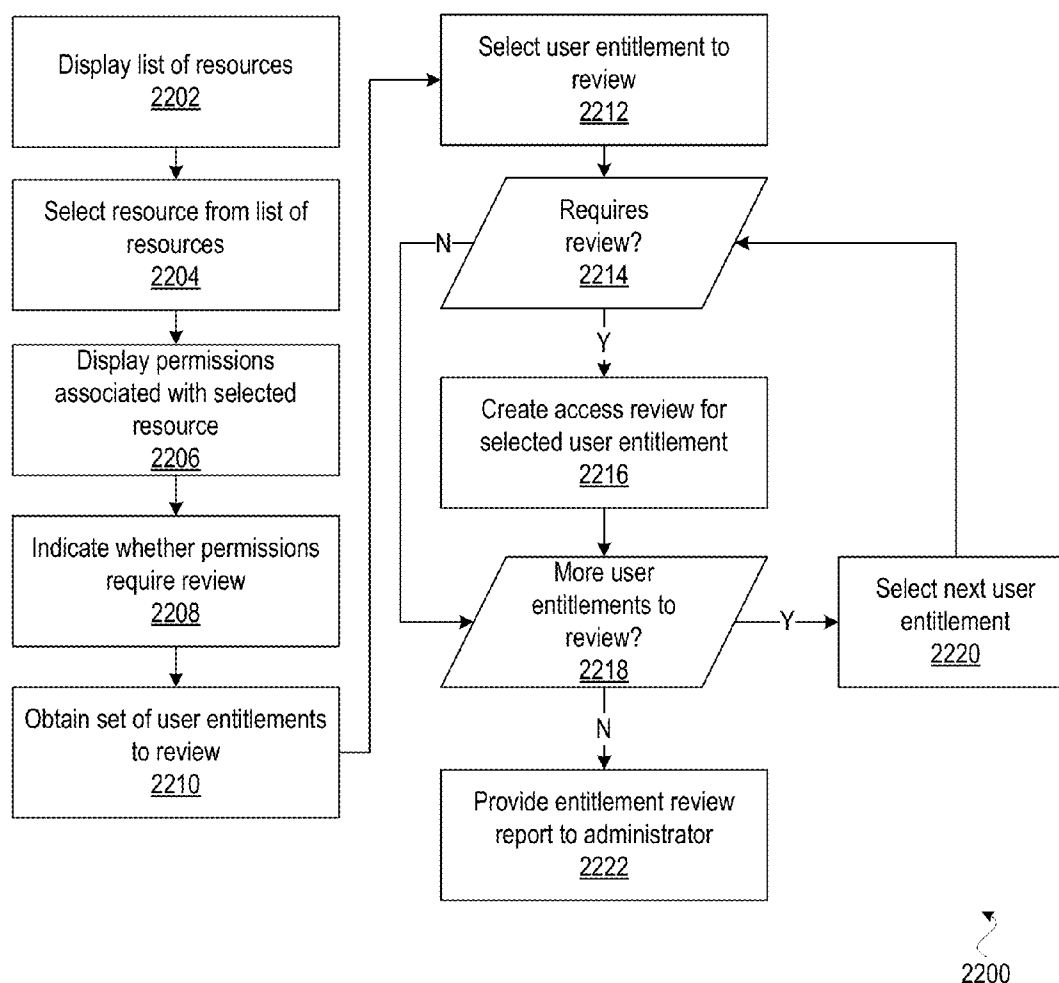 Display list of resources
2202
Select resource from list of
resources
2204
Display permissions
associated with selected
resource
2206
Indicate whether permissions
require review
2208
Obtain set of user entitlements
to review
2210
Select user entitlement to
review
2212
Requires
review?
2214
N
Y
Create access review for
selected user entitlement
2216
More user
entitlements to
review?
2218
Y
Select next user
entitlement
2220
N
Provide entitlement review
report to administrator
2222
2200